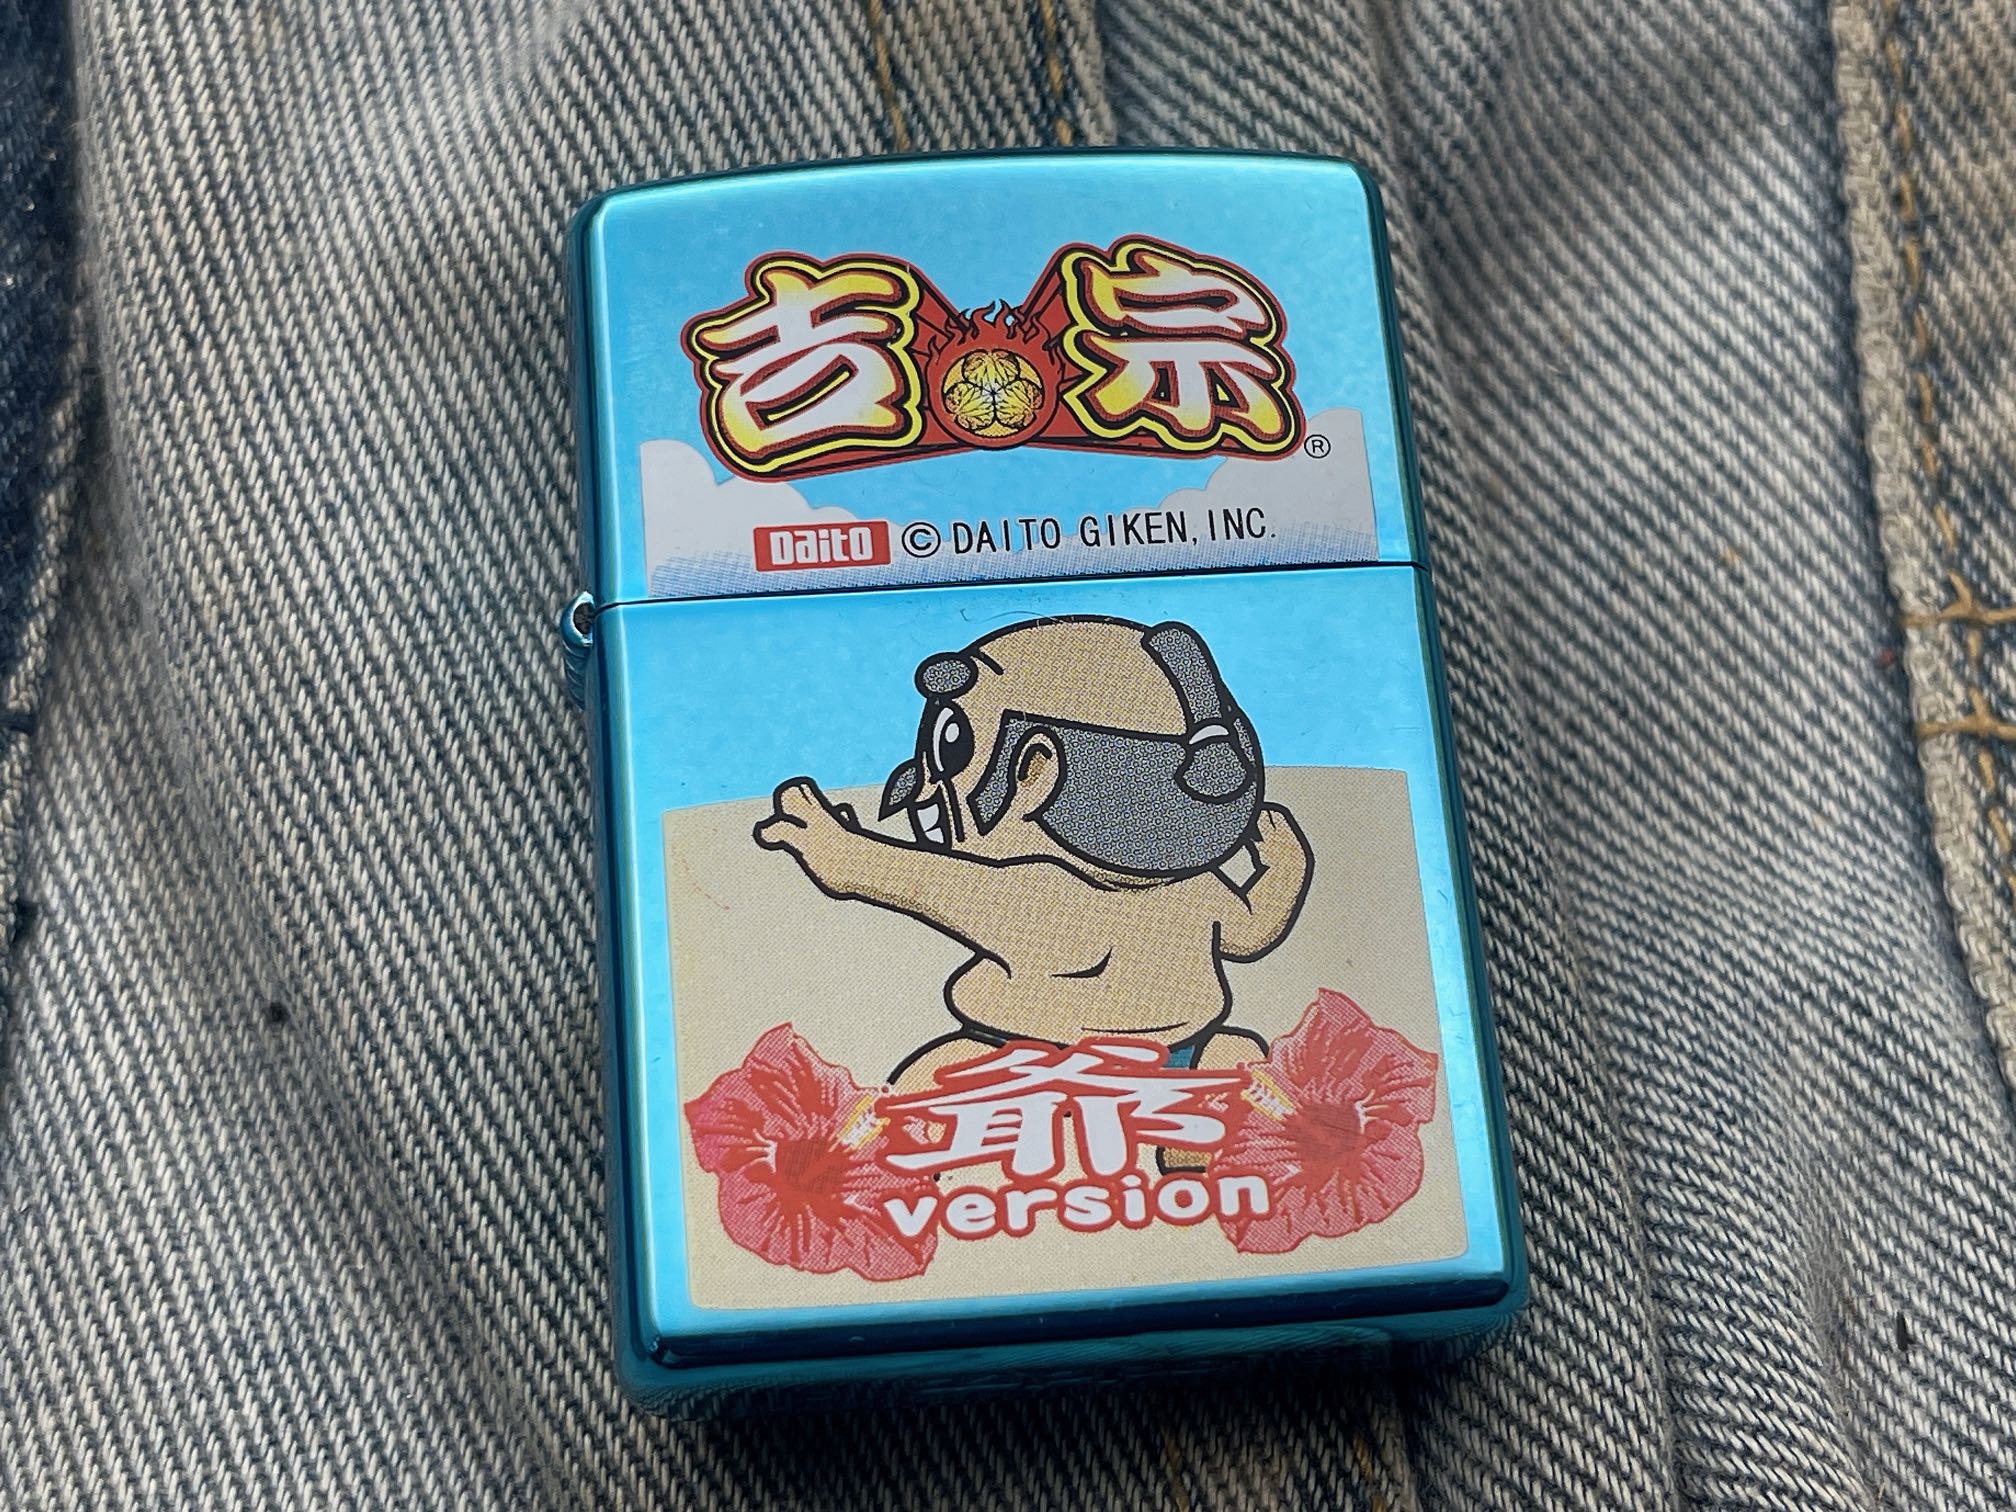 吉宗®
Daito ©DAITO GIKEN, INC.
爺
version